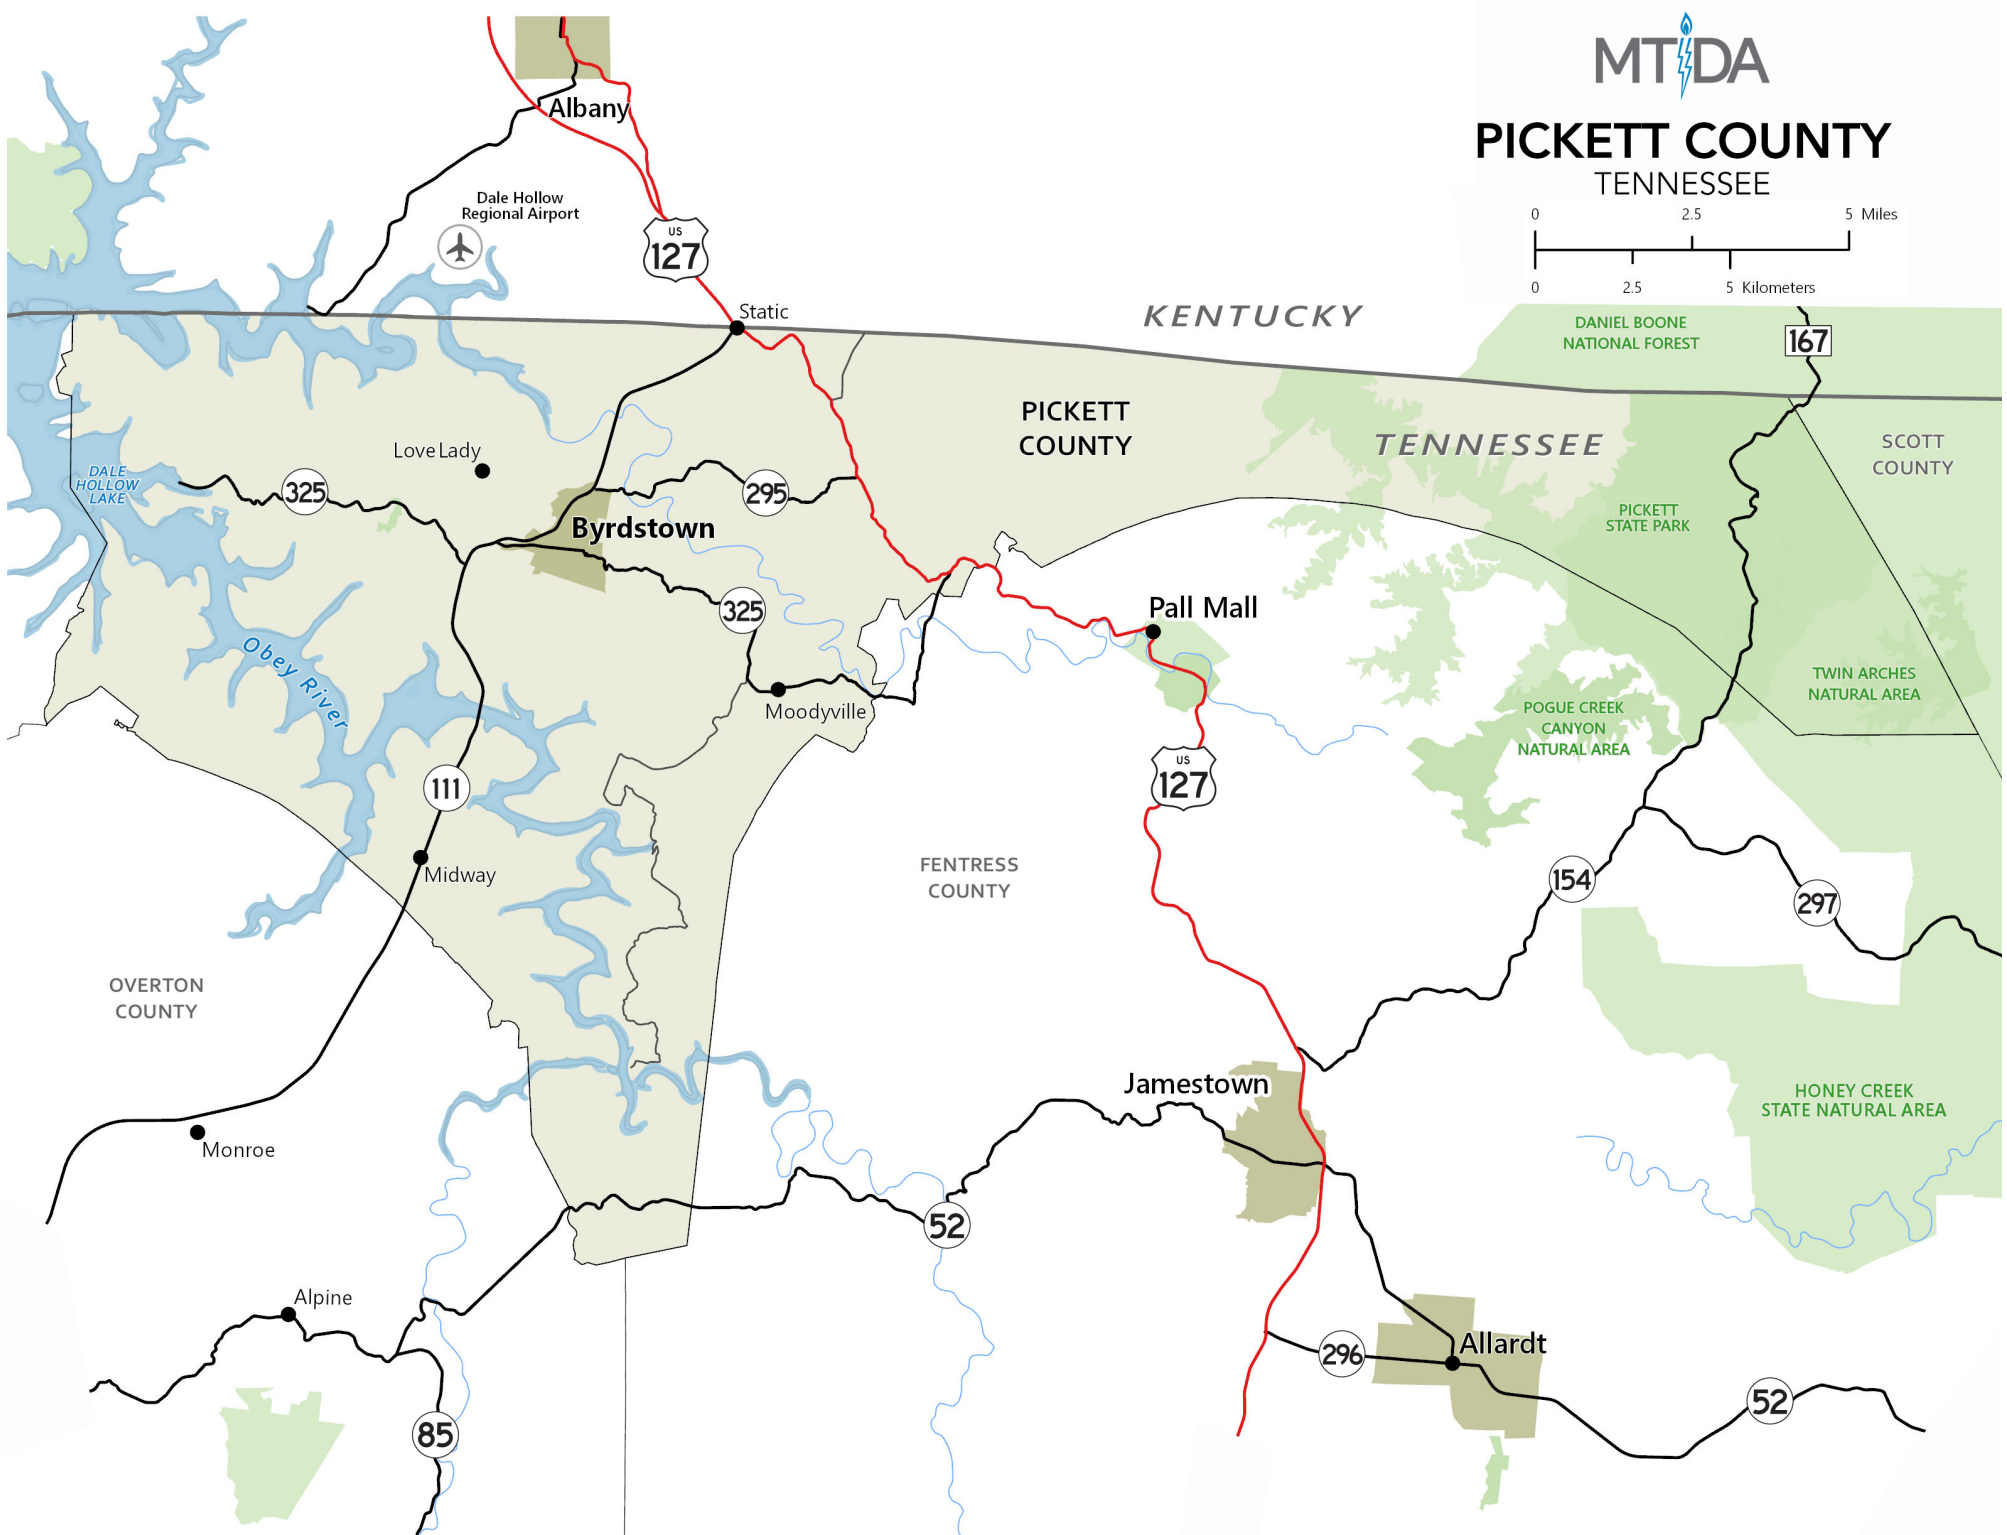 MTiDA
PICKETT COUNTY
TENNESSEE
0 2.5 5 Miles
0 2.5 5 Kilometers
Albany
Dale Hollow
Regional Airport
US
127
Static
KENTUCKY
DANIEL BOONE
NATIONAL FOREST
167
PICKETT
COUNTY
TENNESSEE
SCOTT
COUNTY
LoveLady
DALE
HOLLOW
LAKE
325
295
Byrdstown
PICKETT
STATE PARK
325
Pall Mall
Obey River
Moodyville
TWIN ARCHES
NATURAL AREA
POGUE CREEK
CANYON
NATURAL AREA
111
US
127
Midway
FENTRESS
COUNTY
154
297
OVERTON
COUNTY
Jamestown
HONEY CREEK
STATE NATURAL AREA
Monroe
52
Alpine
296
Allardt
52
85